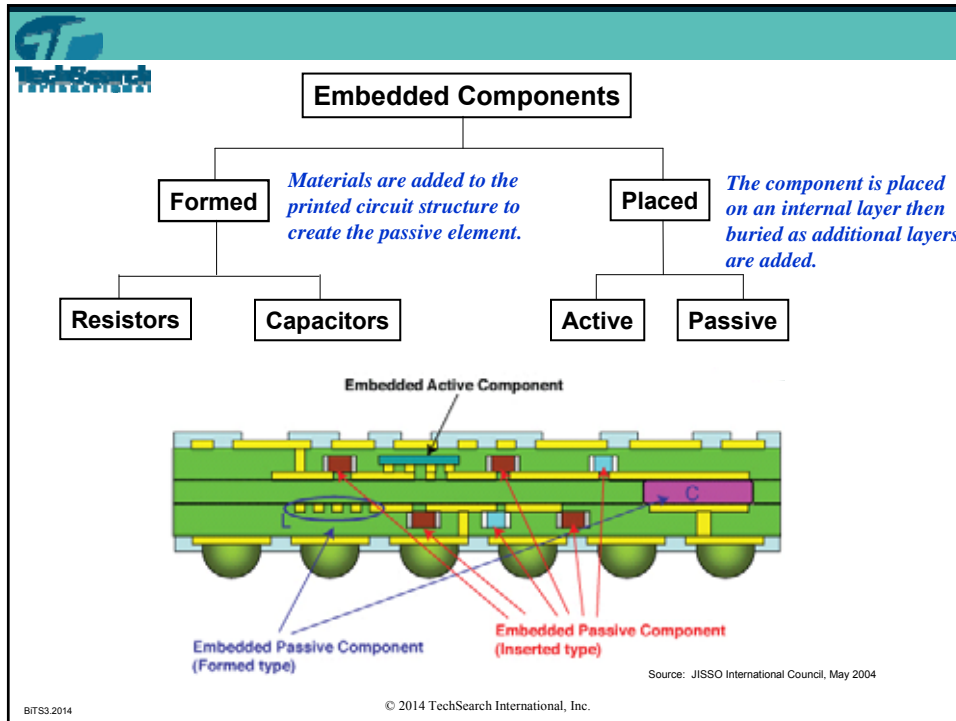 TechSearch
International
Embedded Components
Formed
Materials are added to the
printed circuit structure to
create the passive element.
Placed
The component is placed
on an internal layer then
buried as additional layers
are added.
Resistors
Capacitors
Active
Passive
Embedded Active Component
C
L
Embedded Passive Component
(Formed type)
Embedded Passive Component
(Inserted type)
Source: JISSO International Council, May 2004
BiTS3.2014
© 2014 TechSearch International, Inc.